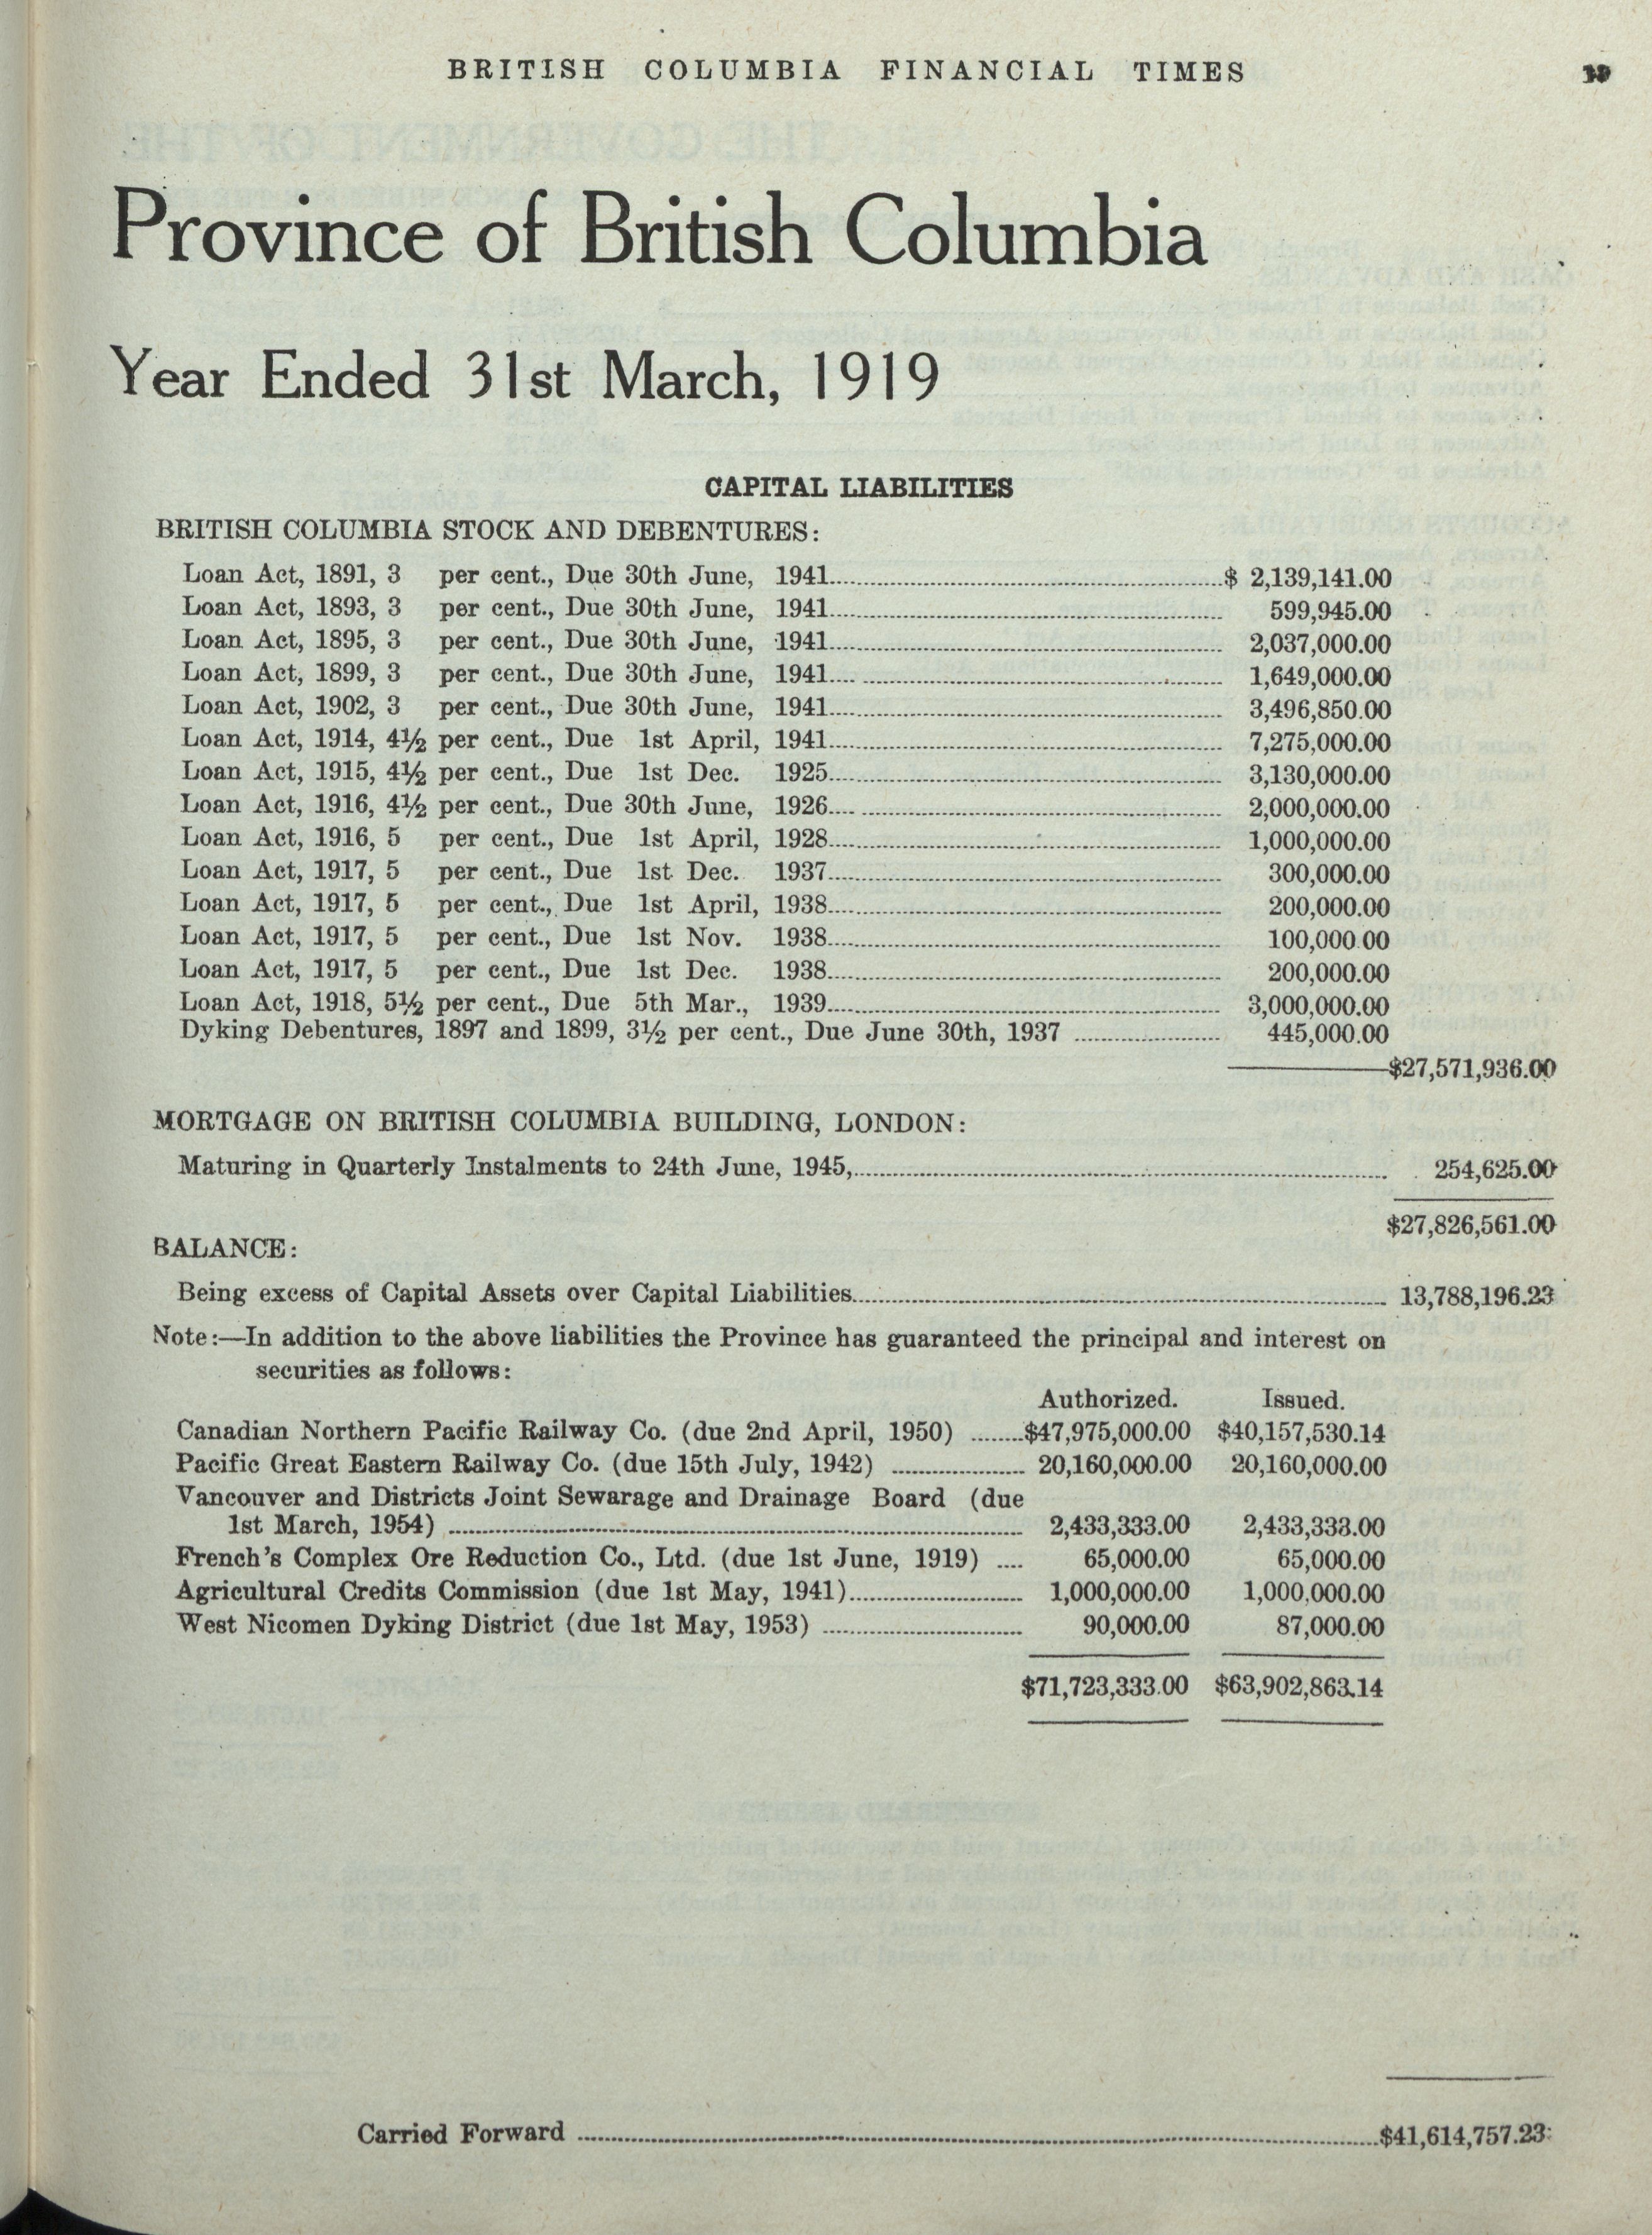 BRITISH COLUMBIA FINANCIAL TIMES
Province of British Columbia
Year Ended 31st March, 1919
CAPITAL LIABILITIES
BRITISH COLUMBIA STOCK AND DEBENTURES:
Loan Act, 1891, 3 per cent., Due 30th June, 1941 $ 2,139,141.00
Loan Act, 1893, 3 per cent., Due 30th June, 1941 599,945.00
Loan Act, 1895, 3 per cent., Due 30th June, 1941 2,037,000.00
Loan Act, 1899, 3 per cent., Due 30th June, 1941 1,649,000.00
Loan Act, 1902, 3 per cent., Due 30th June, 1941 3,496,850.00
Loan Act, 1914, 4½ per cent., Due 1st April, 1941 7,275,000.00
Loan Act, 1915, 4½ per cent., Due 1st Dec. 1925 3,130,000.00
Loan Act, 1916, 4½ per cent., Due 30th June, 1926 2,000,000.00
Loan Act, 1916, 5 per cent., Due 1st April, 1928 1,000,000.00
Loan Act, 1917, 5 per cent., Due 1st Dec. 1937 300,000.00
Loan Act, 1917, 5 per cent., Due 1st April, 1938 200,000.00
Loan Act, 1917, 5 per cent., Due 1st Nov. 1938 100,000.00
Loan Act, 1917, 5 per cent., Due 1st Dec. 1938 200,000.00
Loan Act, 1918, 5½ per cent., Due 5th Mar., 1939 3,000,000.00
Dyking Debentures, 1897 and 1899, 3½ per cent., Due June 30th, 1937 445,000.00
$27,571,936.00
MORTGAGE ON BRITISH COLUMBIA BUILDING, LONDON:
Maturing in Quarterly Instalments to 24th June, 1945, 254,625.00
$27,826,561.00
BALANCE:
Being excess of Capital Assets over Capital Liabilities 13,788,196.23
Note:—In addition to the above liabilities the Province has guaranteed the principal and interest on
securities as follows:
Authorized. Issued.
Canadian Northern Pacific Railway Co. (due 2nd April, 1950) $47,975,000.00 $40,157,530.14
Pacific Great Eastern Railway Co. (due 15th July, 1942) 20,160,000.00 20,160,000.00
Vancouver and Districts Joint Sewarage and Drainage Board (due
1st March, 1954) 2,433,333.00 2,433,333.00
French's Complex Ore Reduction Co., Ltd. (due 1st June, 1919) 65,000.00 65,000.00
Agricultural Credits Commission (due 1st May, 1941) 1,000,000.00 1,000,000.00
West Nicomen Dyking District (due 1st May, 1953) 90,000.00 87,000.00
$71,723,333.00 $63,902,863.14
Carried Forward $41,614,757.23